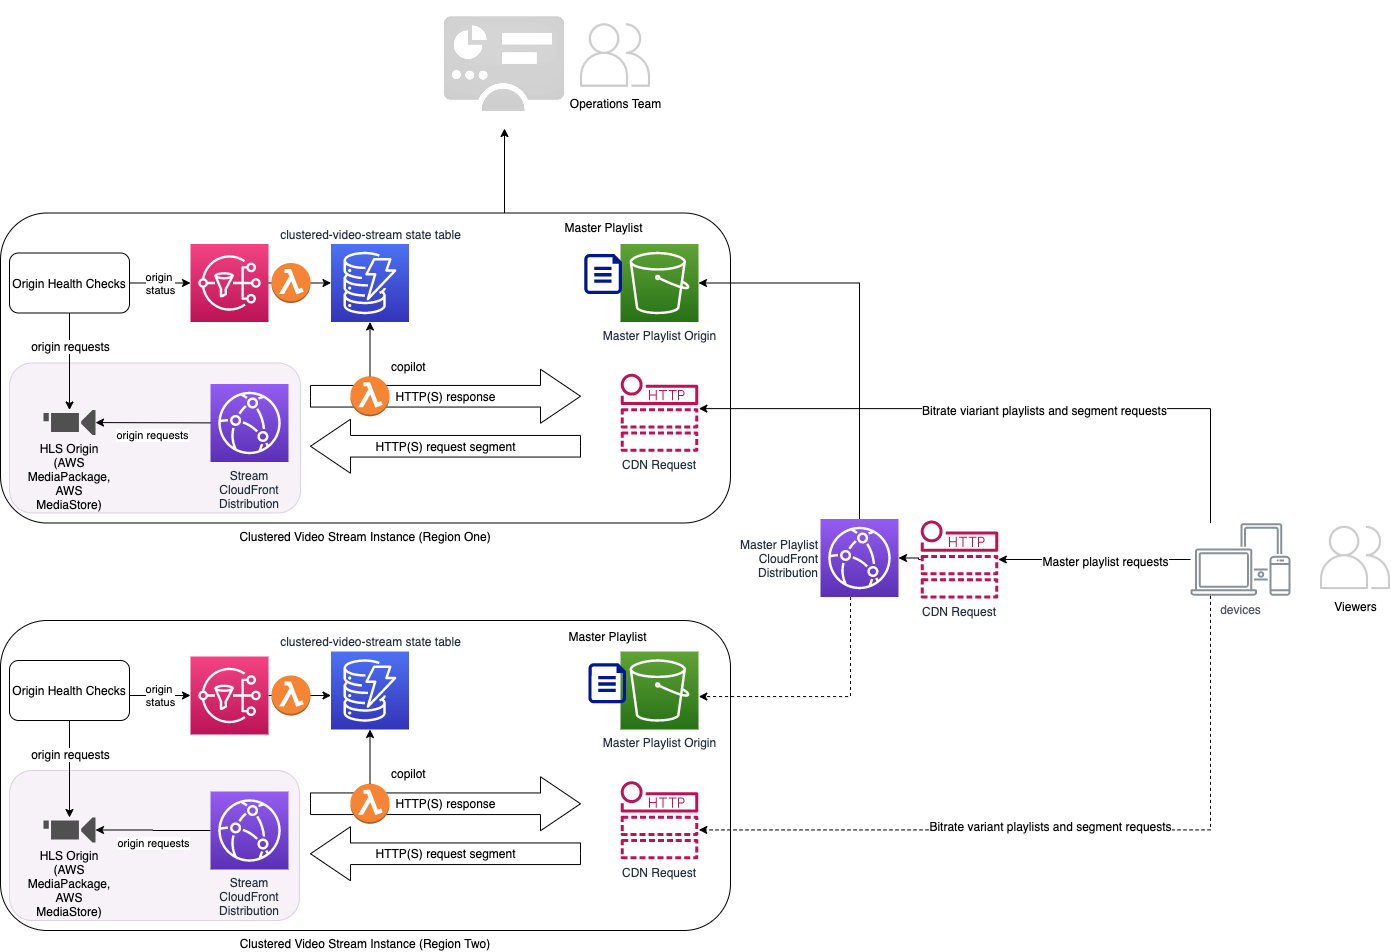 Operations Team
Master Playlist
clustered-video-stream state table
Origin Health Checks
origin
status
Master Playlist Origin
origin requests
copilot
HTTP(S) response
HTTP
Bitrate viariant playlists and segment requests
origin requests
HTTP(S) request segment
HLS Origin
(AWS
MediaPackage,
AWS
MediaStore)
Stream
CloudFront
Distribution
CDN Request
Clustered Video Stream Instance (Region One)
Master Playlist
CloudFront
Distribution
HTTP
Master playlist requests
CDN Request
devices
Viewers
Master Playlist
clustered-video-stream state table
Origin Health Checks
origin
status
Master Playlist Origin
origin requests
copilot
HTTP(S) response
HTTP
Bitrate variant playlists and segment requests
origin requests
HTTP(S) request segment
HLS Origin
(AWS
MediaPackage,
AWS
MediaStore)
Stream
CloudFront
Distribution
CDN Request
Clustered Video Stream Instance (Region Two)